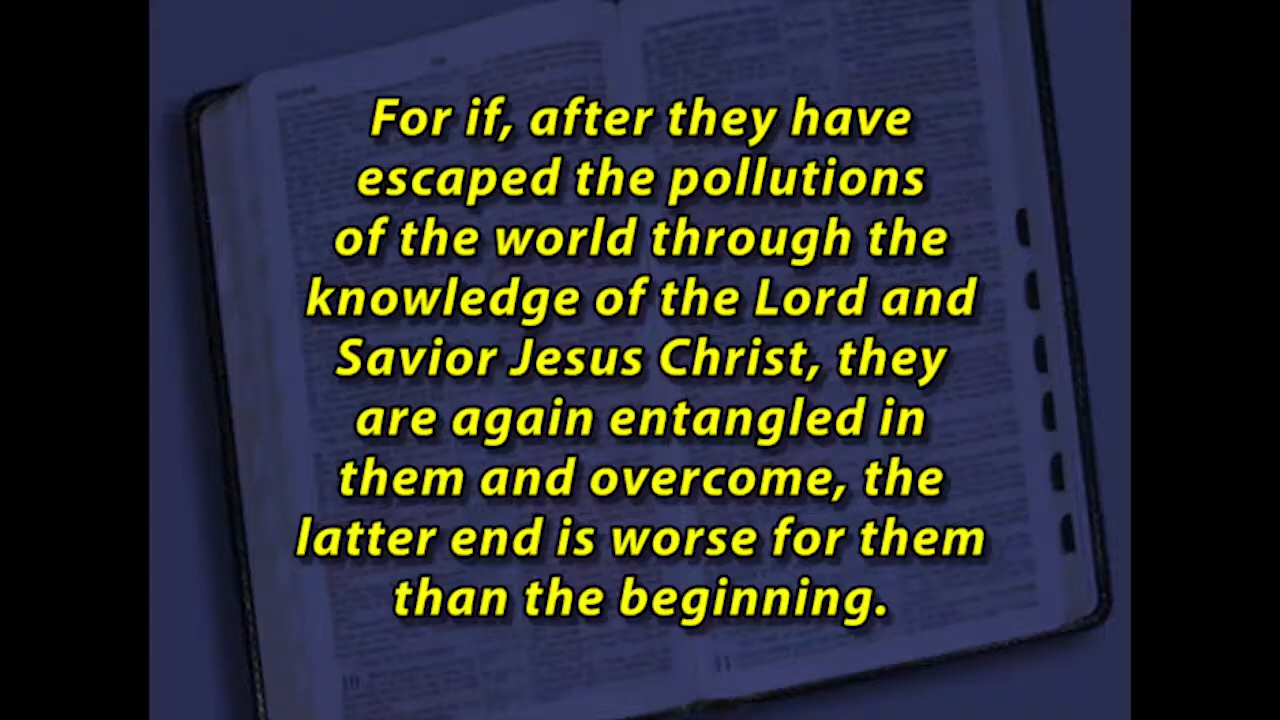 For if, after they have
escaped the pollutions
of the world through the
knowledge of the Lord and
Savior Jesus Christ, they
are again entangled in
them and overcome, the
latter end is worse for them
than the beginning.